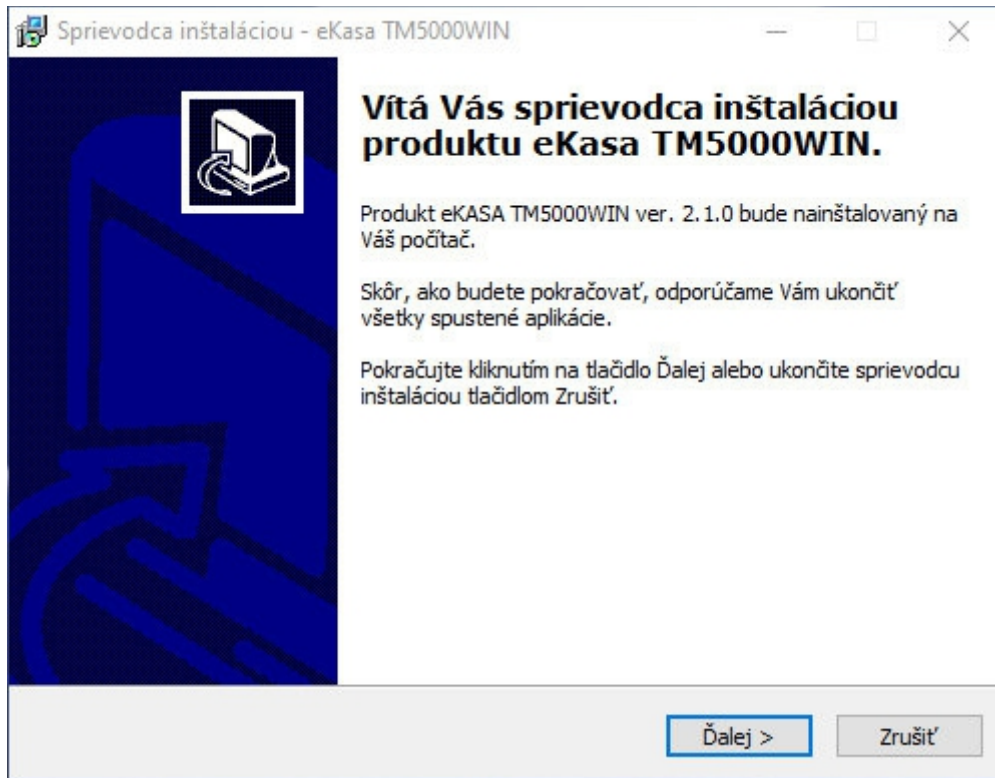 Sprievodca inštaláciou - eKasa TM5000WIN
Vítá Vás sprievodca inštaláciou
produktu eKasa TM5000WIN.
Produkt eKASA TM5000WIN ver. 2.1.0 bude nainštalovaný na
Váš počítač.
Skôr, ako budete pokračovať, odporúčame Vám ukončiť
všetky spustené aplikácie.
Pokračujte kliknutím na tlačidlo Ďalej alebo ukončite sprievodcu
inštaláciou tlačidlom Zrušiť.
Ďalej >
Zrušiť